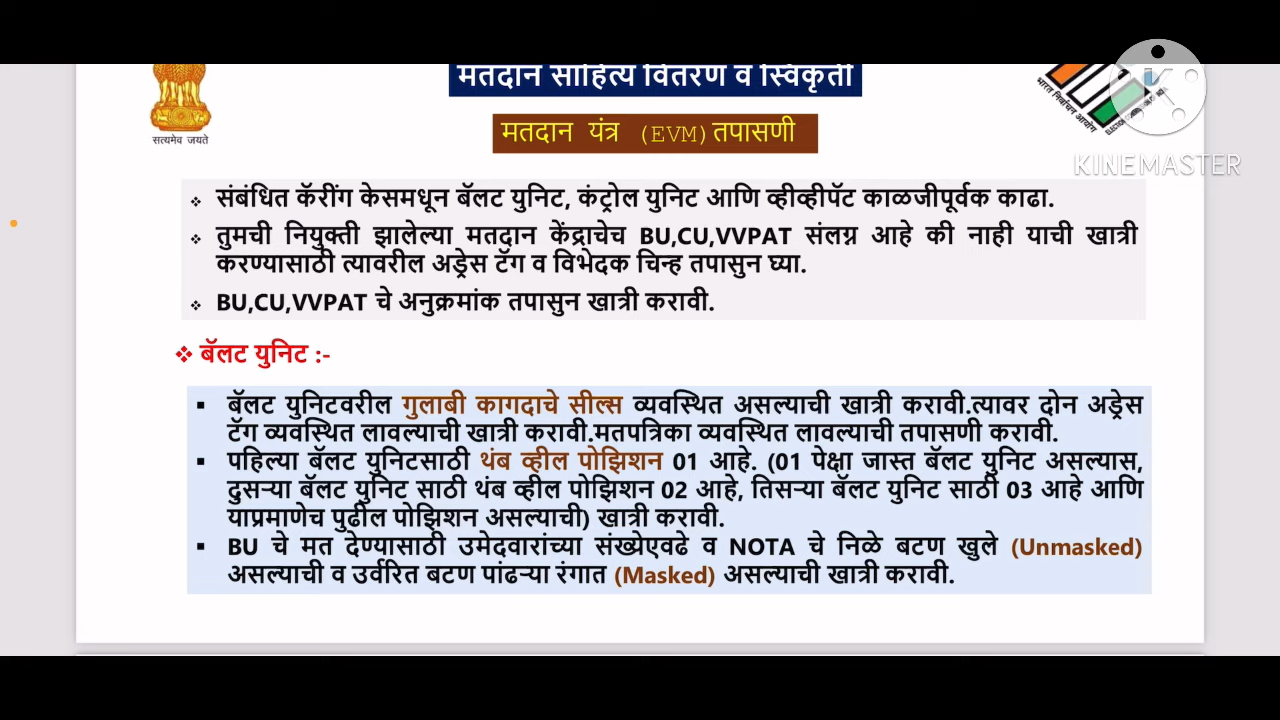 मतदान साहित्य वितरण व स्विकृती
सत्यमेव जयते
भारत निर्वाचन आयोग
KINEMASTER
मतदान यंत्र (EVM)तपासणी
❖ संबंधित कॅरींग केसमधून बॅलट युनिट, कंट्रोल युनिट आणि व्हीव्हीपॅट काळजीपूर्वक काढा.
❖ तुमची नियुक्ती झालेल्या मतदान केंद्राचेच BU,CU,VVPAT संलग्न आहे की नाही याची खात्री
करण्यासाठी त्यावरील अड्रेस टॅग व विभेदक चिन्ह तपासुन घ्या.
❖ BU,CU,VVPAT चे अनुक्रमांक तपासुन खात्री करावी.
❖ बॅलट युनिट :-
▪ बॅलट युनिटवरील गुलाबी कागदाचे सील्स व्यवस्थित असल्याची खात्री करावी.त्यावर दोन अड्रेस
टॅग व्यवस्थित लावल्याची खात्री करावी.मतपत्रिका व्यवस्थित लावल्याची तपासणी करावी.
▪ पहिल्या बॅलट युनिटसाठी थंब व्हील पोझिशन 01 आहे. (01 पेक्षा जास्त बॅलट युनिट असल्यास,
दुसऱ्या बॅलट युनिट साठी थंब व्हील पोझिशन 02 आहे, तिसऱ्या बॅलट युनिट साठी 03 आहे आणि
याप्रमाणेच पुढील पोझिशन असल्याची) खात्री करावी.
▪ BU चे मत देण्यासाठी उमेदवारांच्या संख्येएवढे व NOTA चे निळे बटण खुले (Unmasked)
असल्याची व उर्वरित बटण पांढऱ्या रंगात (Masked) असल्याची खात्री करावी.